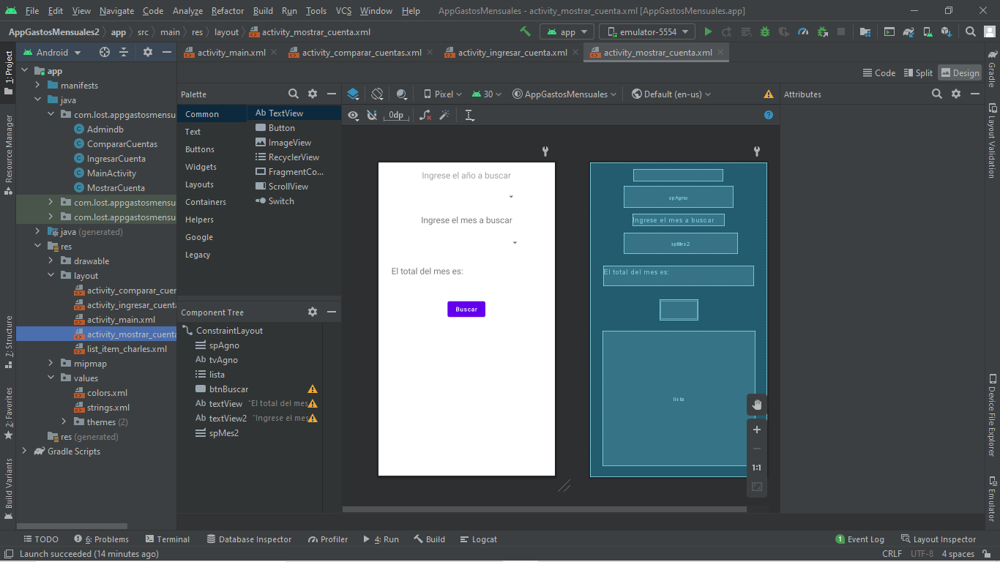 File Edit View Navigate Code Analyze Refactor Build Run Tools VCS Window Help AppGastosMensuales - activity_mostrar_cuenta.xml [AppGastosMensuales.app]
AppGastosMensuales2 app src main res layout activity_mostrar_cuenta.xml app emulator-5554
Android activity_main.xml activity_comparar_cuentas.xml activity_ingresar_cuenta.xml activity_mostrar_cuenta.xml
Code Split Design
1: Project
Resource Manager
7: Structure
2: Favorites
Build Variants
app
manifests
java
com.lost.appgastosmensua
Admindb
CompararCuentas
IngresarCuenta
MainActivity
MostrarCuenta
com.lost.appgastosmensua
com.lost.appgastosmensua
java (generated)
res
drawable
layout
activity_comparar_cuen
activity_ingresar_cuenta
activity_main.xml
activity_mostrar_cuenta
list_item_charles.xml
mipmap
values
colors.xml
strings.xml
themes (2)
res (generated)
Gradle Scripts
Palette
Common
Text
Buttons
Widgets
Layouts
Containers
Helpers
Google
Legacy
Ab TextView
Button
ImageView
RecyclerView
FragmentCo...
ScrollView
Switch
Component Tree
ConstraintLayout
spAgno
Ab tvAgno
lista
btnBuscar
Ab textView "El total del mes
Ab textView2 "Ingrese el mes
spMes2
Pixel 30 AppGastosMensuales Default (en-us)
0dp
Ingrese el año a buscar
Ingrese el mes a buscar
El total del mes es:
Buscar
spAgno
Ingrese el mes a buscar
spMes2
El total del mes es:
lista
1:1
Attributes
Gradle
Layout Validation
Device File Explorer
Emulator
TODO 6: Problems Terminal Database Inspector Profiler 4: Run Build Logcat 1 Event Log Layout Inspector
Launch succeeded (14 minutes ago) CRLF UTF-8 4 spaces